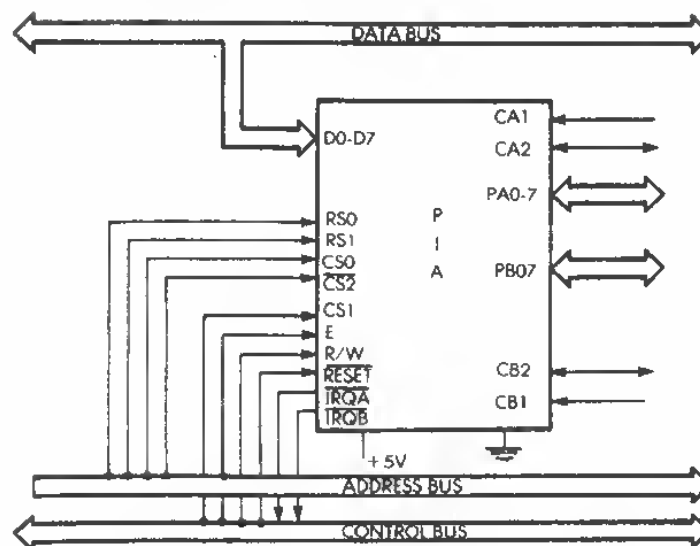 DATA BUS
D0-D7
CA1
CA2
PA0-7
PB07
CB2
CB1
P
I
A
RS0
RS1
CS0
CS2
CS1
E
R/W
RESET
IRQA
IRQB
+5V
ADDRESS BUS
CONTROL BUS